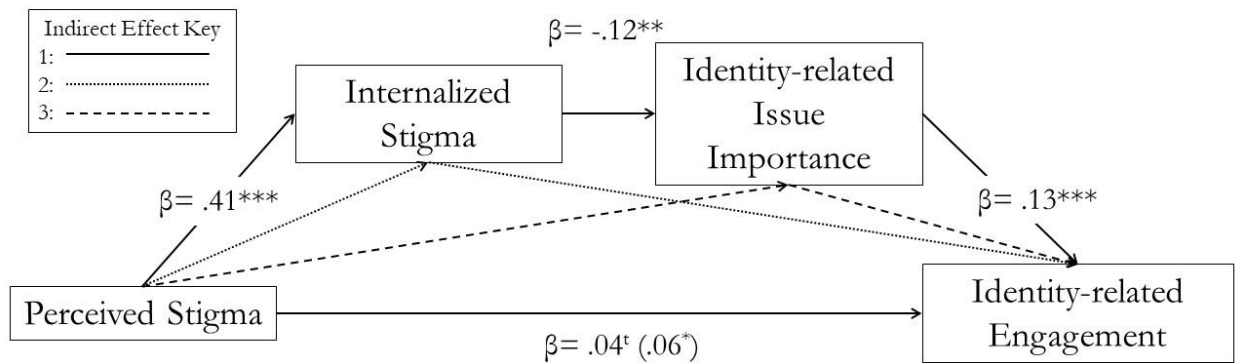 Indirect Effect Key
1:
2:
3:
β= -.12**
Internalized
Stigma
Identity-related
Issue
Importance
β= .41***
β= .13***
Perceived Stigma
Identity-related
Engagement
β= .04ᵗ (.06*)